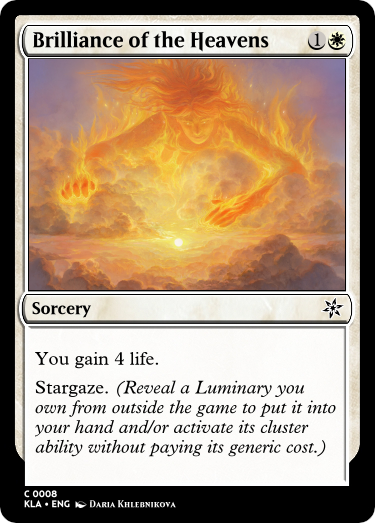 Brilliance of the Heavens 1
Sorcery
You gain 4 life.
Stargaze. (Reveal a Luminary you
own from outside the game to put it into
your hand and/or activate its cluster
ability without paying its generic cost.)
C 0008
KLA • ENG Daria Khlebnikova